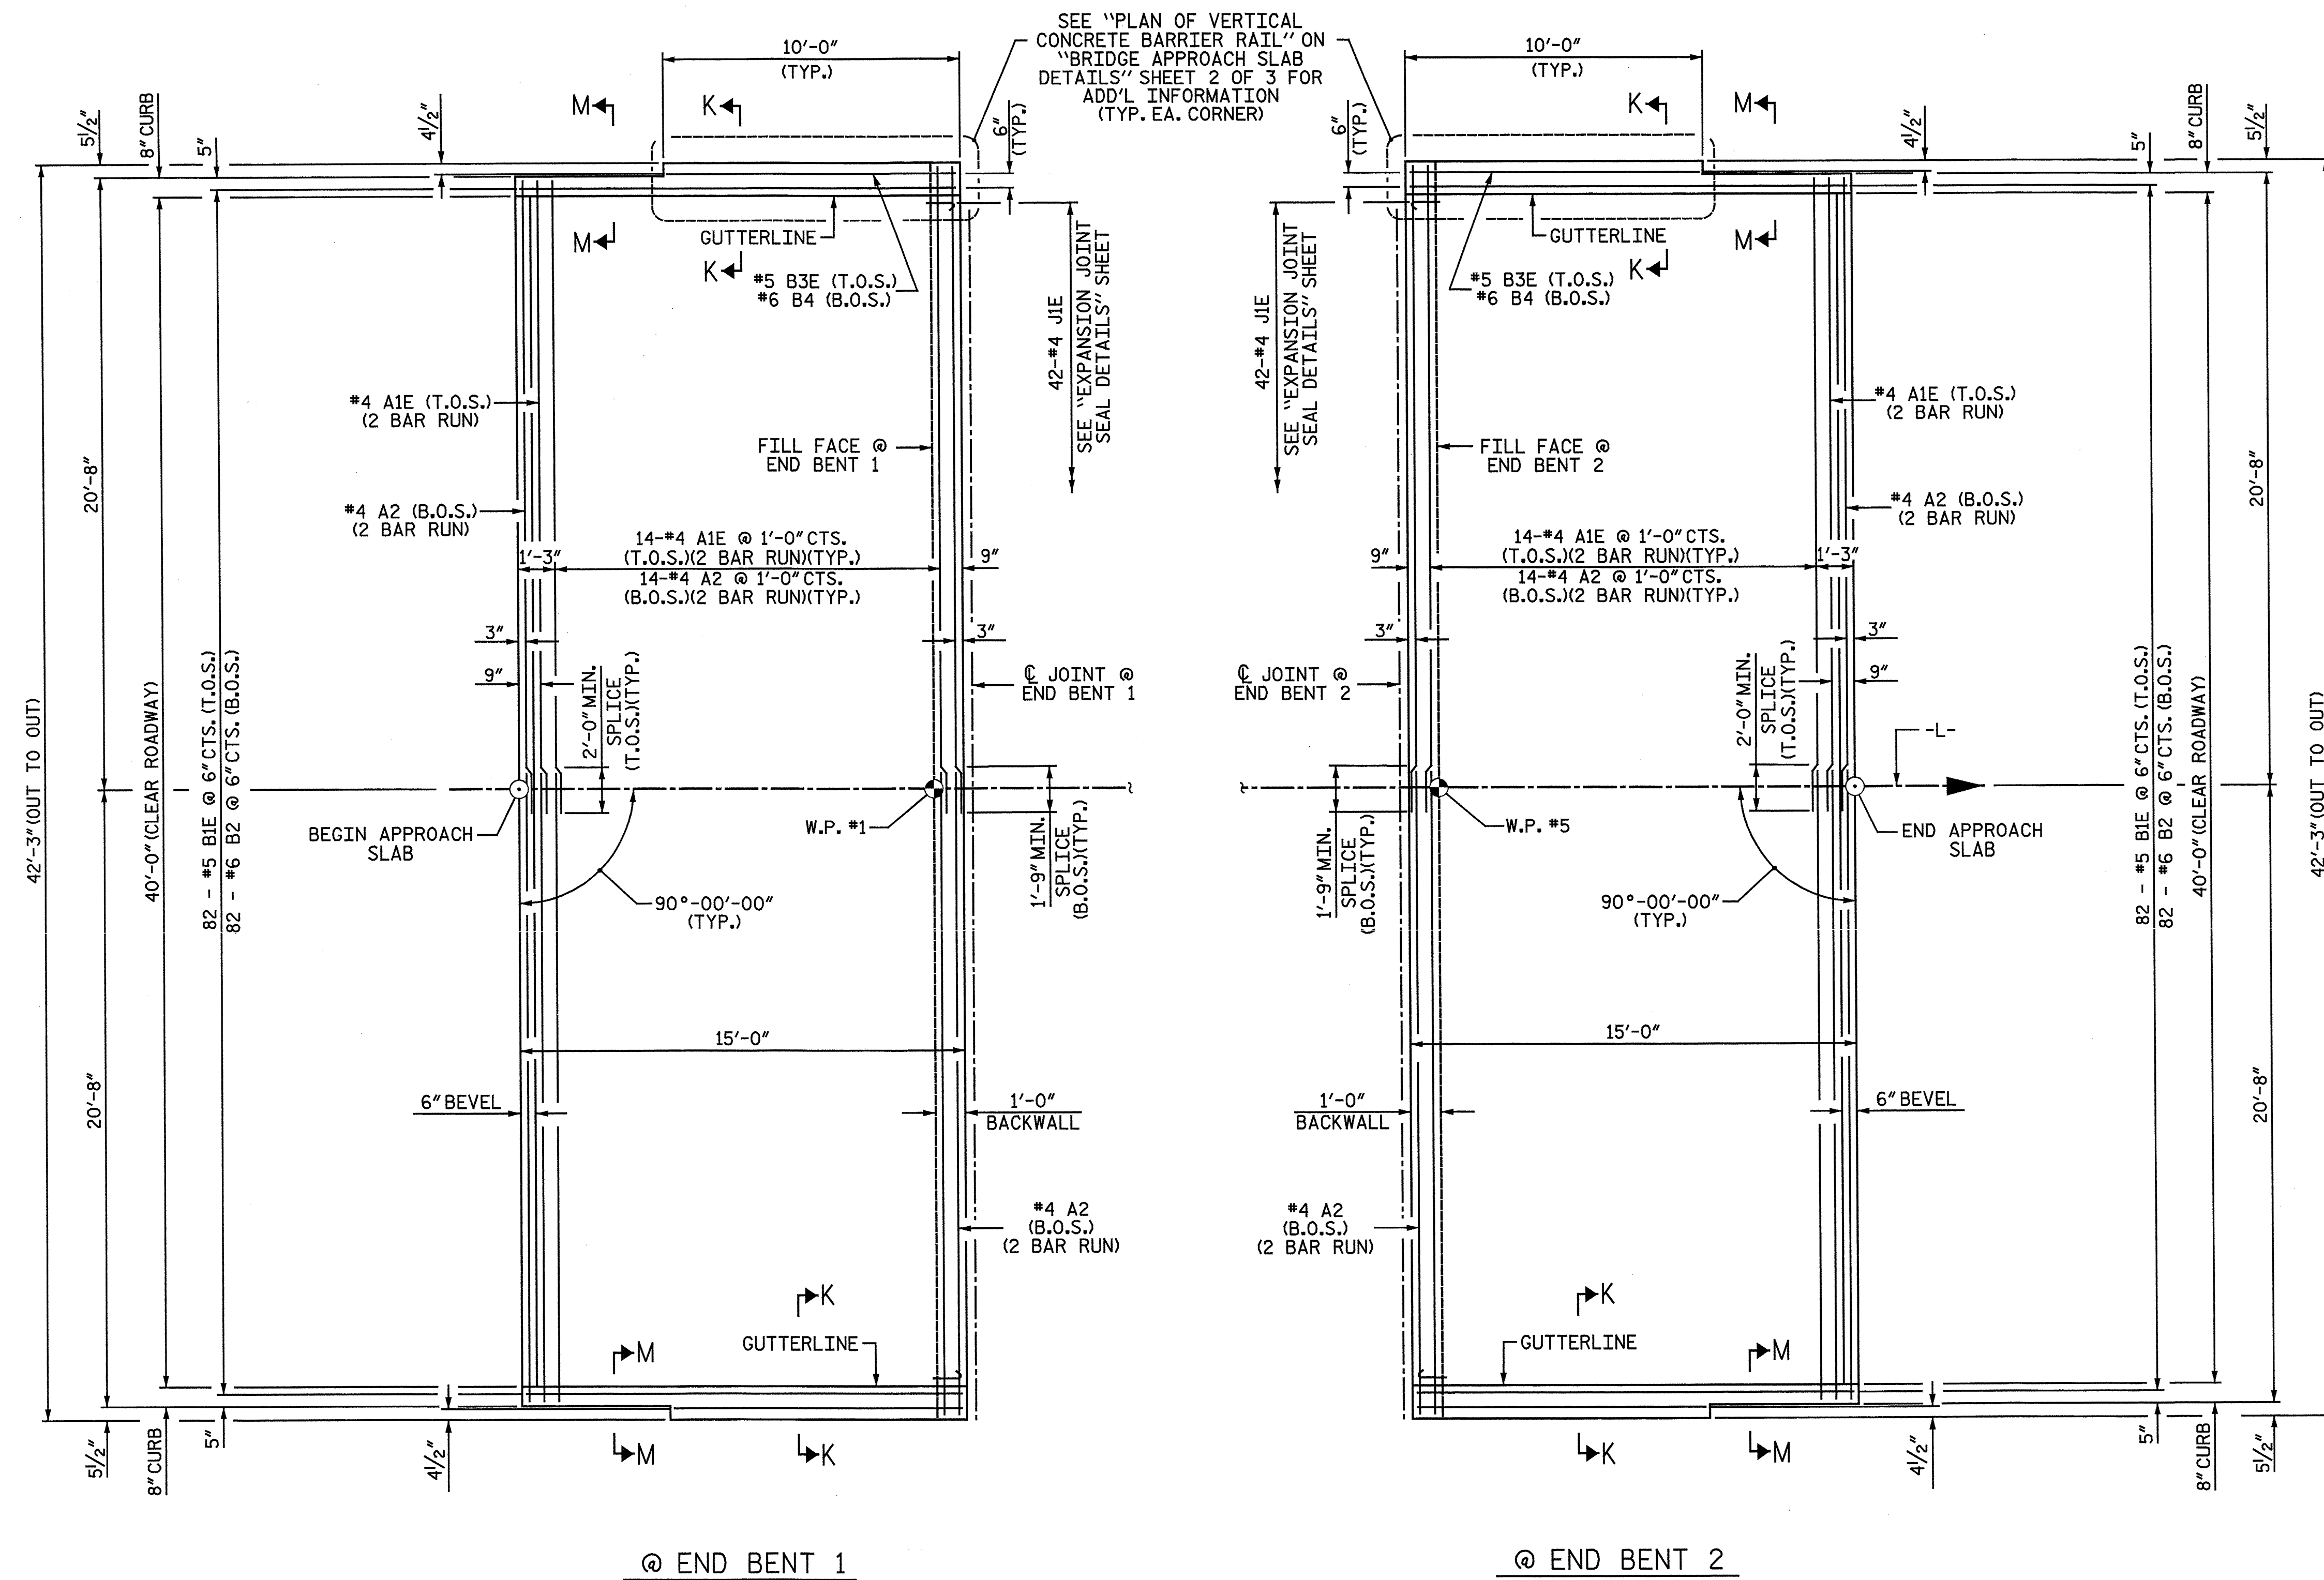 SEE "PLAN OF VERTICAL
CONCRETE BARRIER RAIL" ON
"BRIDGE APPROACH SLAB
DETAILS" SHEET 2 OF 3 FOR
ADD'L INFORMATION
(TYP. EA. CORNER)
10'-0"
(TYP.)
10'-0"
(TYP.)
5½"
8" CURB
5"
4½"
M
K
6"
(TYP.)
6"
(TYP.)
K
M
4½"
5"
8" CURB
5½"
M
GUTTERLINE
K
#5 B3E (T.O.S.)
#6 B4 (B.O.S.)
GUTTERLINE
M
K
#5 B3E (T.O.S.)
#6 B4 (B.O.S.)
42-#4 J1E
SEE "EXPANSION JOINT
SEAL DETAILS" SHEET
42-#4 J1E
SEE "EXPANSION JOINT
SEAL DETAILS" SHEET
#4 A1E (T.O.S.)
(2 BAR RUN)
#4 A1E (T.O.S.)
(2 BAR RUN)
FILL FACE @
END BENT 1
FILL FACE @
END BENT 2
20'-8"
20'-8"
#4 A2 (B.O.S.)
(2 BAR RUN)
#4 A2 (B.O.S.)
(2 BAR RUN)
1'-3"
14-#4 A1E @ 1'-0" CTS.
(T.O.S.)(2 BAR RUN)(TYP.)
14-#4 A2 @ 1'-0" CTS.
(B.O.S.)(2 BAR RUN)(TYP.)
9"
9"
14-#4 A1E @ 1'-0" CTS.
(T.O.S.)(2 BAR RUN)(TYP.)
14-#4 A2 @ 1'-0" CTS.
(B.O.S.)(2 BAR RUN)(TYP.)
1'-3"
3"
3"
3"
3"
9"
9"
2'-0" MIN.
SPLICE
(T.O.S.)(TYP.)
℄ JOINT @
END BENT 1
℄ JOINT @
END BENT 2
2'-0" MIN.
SPLICE
(T.O.S.)(TYP.)
-L-
42'-3" (OUT TO OUT)
40'-0" (CLEAR ROADWAY)
82 - #5 B1E @ 6" CTS. (T.O.S.)
82 - #6 B2 @ 6" CTS. (B.O.S.)
82 - #5 B1E @ 6" CTS. (T.O.S.)
82 - #6 B2 @ 6" CTS. (B.O.S.)
40'-0" (CLEAR ROADWAY)
42'-3" (OUT TO OUT)
BEGIN APPROACH
SLAB
W.P. #1
W.P. #5
END APPROACH
SLAB
1'-9" MIN.
SPLICE
(B.O.S.)(TYP.)
1'-9" MIN.
SPLICE
(B.O.S.)(TYP.)
90°-00'-00"
(TYP.)
90°-00'-00"
(TYP.)
15'-0"
15'-0"
20'-8"
20'-8"
6" BEVEL
1'-0"
BACKWALL
1'-0"
BACKWALL
6" BEVEL
#4 A2
(B.O.S.)
(2 BAR RUN)
#4 A2
(B.O.S.)
(2 BAR RUN)
K
K
M
GUTTERLINE
GUTTERLINE
M
5½"
8" CURB
5"
4½"
M
K
K
M
4½"
5"
8" CURB
5½"
@ END BENT 1
@ END BENT 2